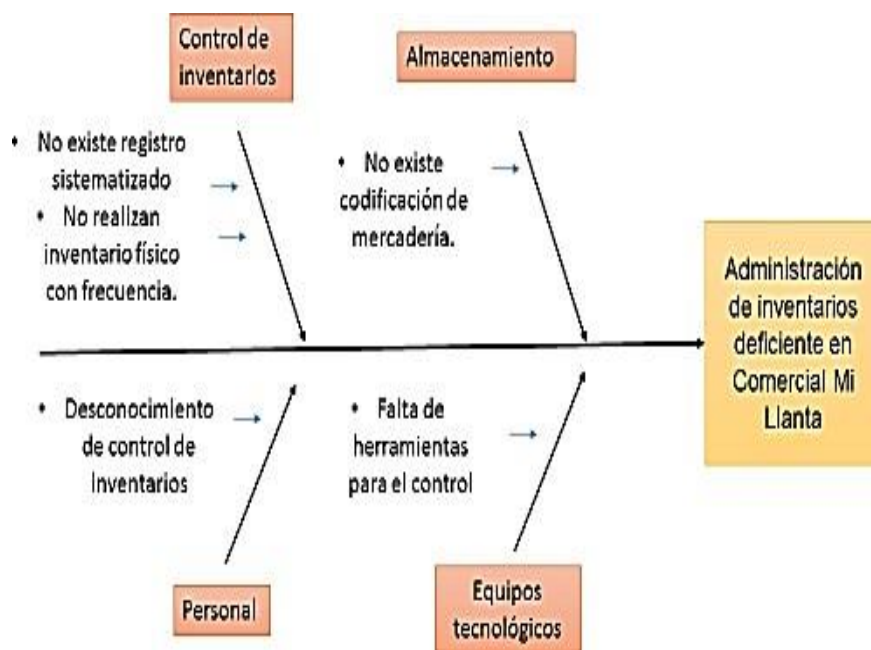 Control de
inventarios
Almacenamiento
• No existe registro
sistematizado
• No realizan
inventario físico
con frecuencia.
• No existe
codificación de
mercadería.
Administración
de inventarios
deficiente en
Comercial Mi
Llanta
• Desconocimiento
de control de
Inventarios
• Falta de
herramientas
para el control
Personal
Equipos
tecnológicos